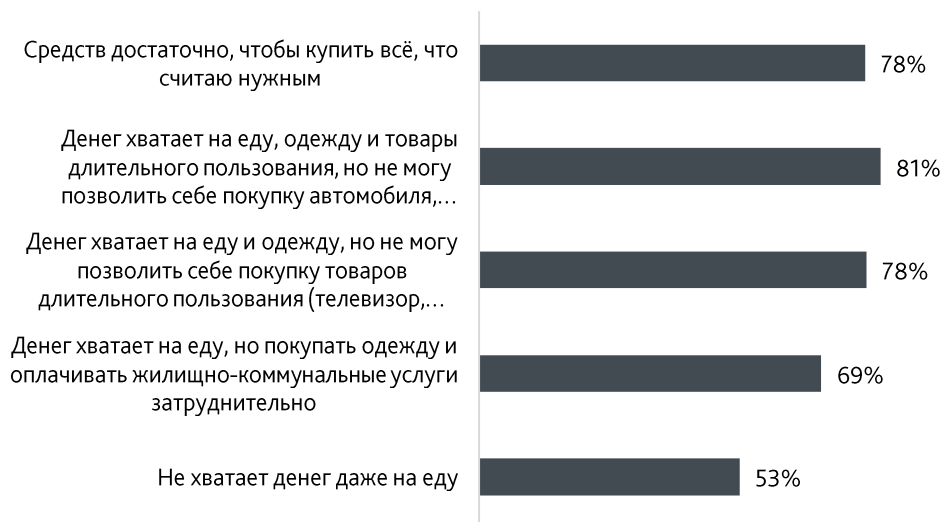 Средств достаточно, чтобы купить всё, что
считаю нужным
78%
Денег хватает на еду, одежду и товары
длительного пользования, но не могу
позволить себе покупку автомобиля,...
81%
Денег хватает на еду и одежду, но не могу
позволить себе покупку товаров
длительного пользования (телевизор,...
78%
Денег хватает на еду, но покупать одежду и
оплачивать жилищно-коммунальные услуги
затруднительно
69%
Не хватает денег даже на еду
53%